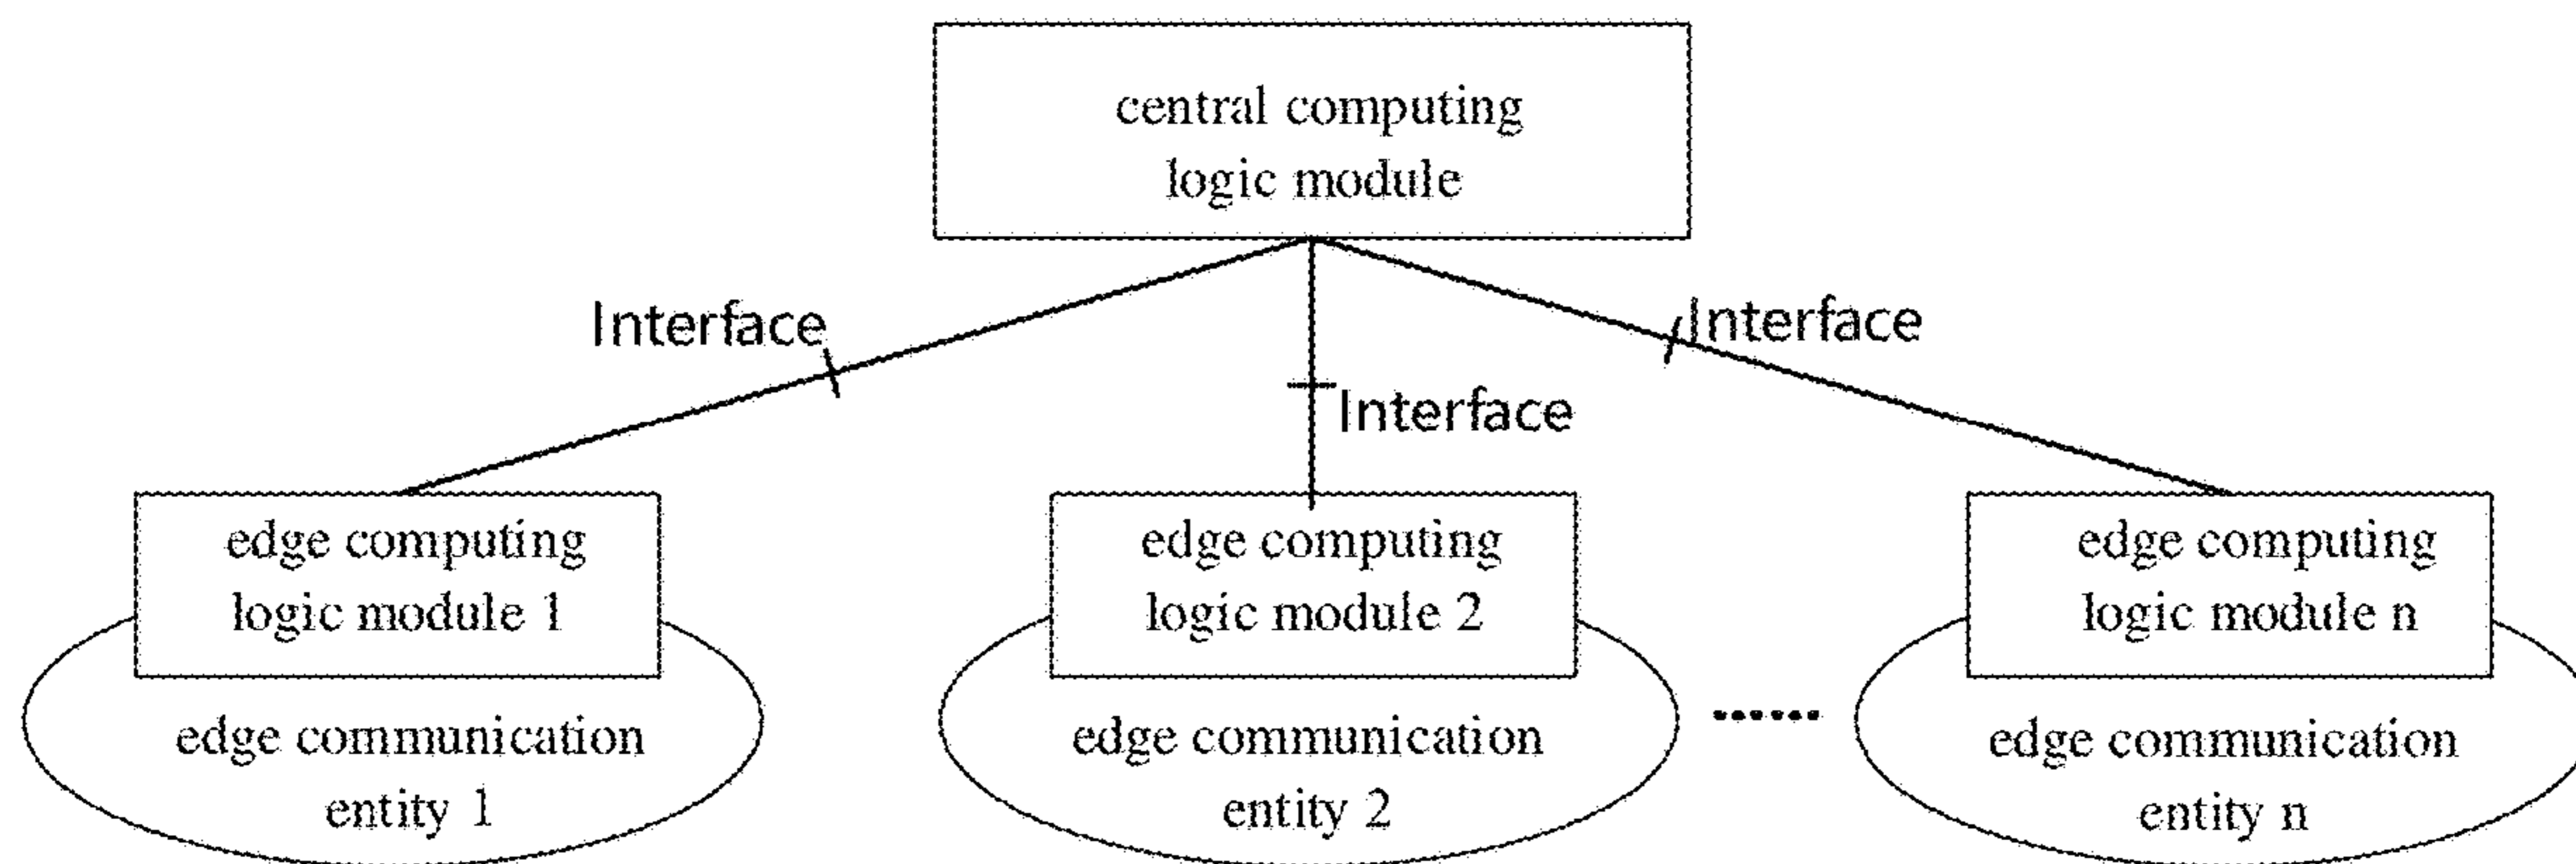 central computing
logic module
Interface
Interface
Interface
edge computing
logic module 1
edge computing
logic module 2
edge computing
logic module n
edge communication
entity 1
edge communication
entity 2
......
edge communication
entity n